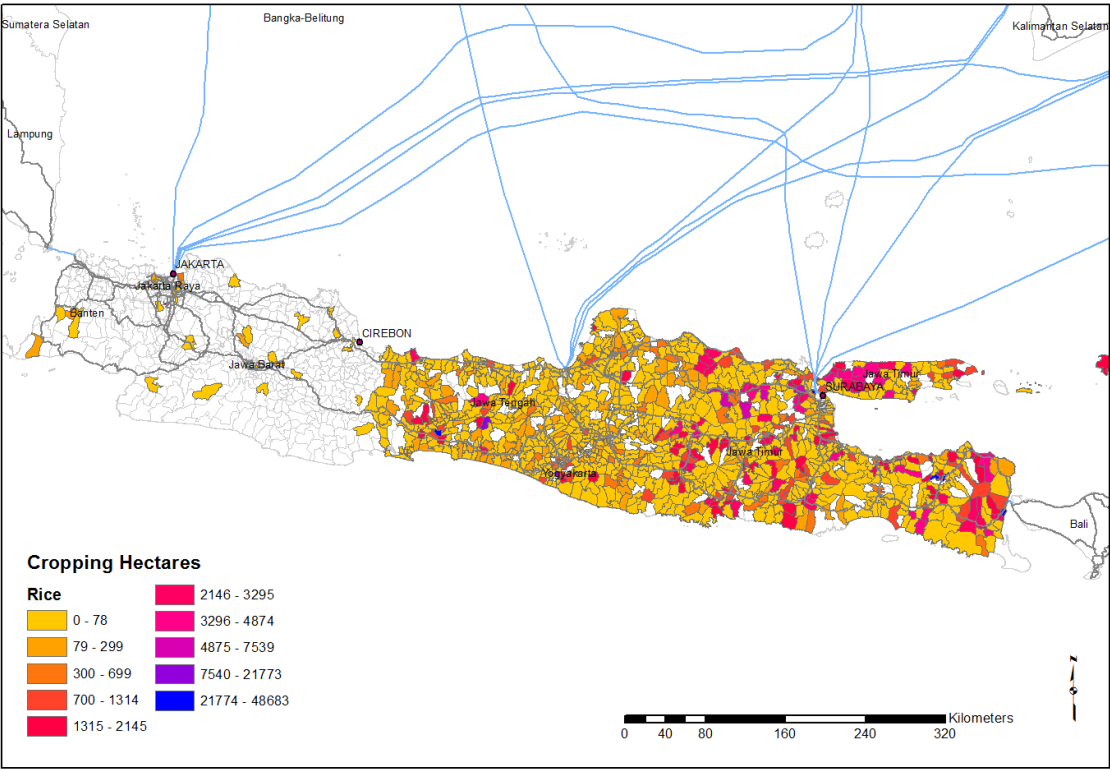 Sumatera Selatan
Bangka-Belitung
Kalimantan Selatan
Lampung
JAKARTA
Jakarta Raya
Banten
CIREBON
Jawa Barat
Jawa Timur
SURABAYA
Jawa Tengah
Jawa Timur
Yogyakarta
Bali
Cropping Hectares
Rice
0 - 78
79 - 299
300 - 699
700 - 1314
1315 - 2145
2146 - 3295
3296 - 4874
4875 - 7539
7540 - 21773
21774 - 48683
N
Kilometers
0 40 80 160 240 320